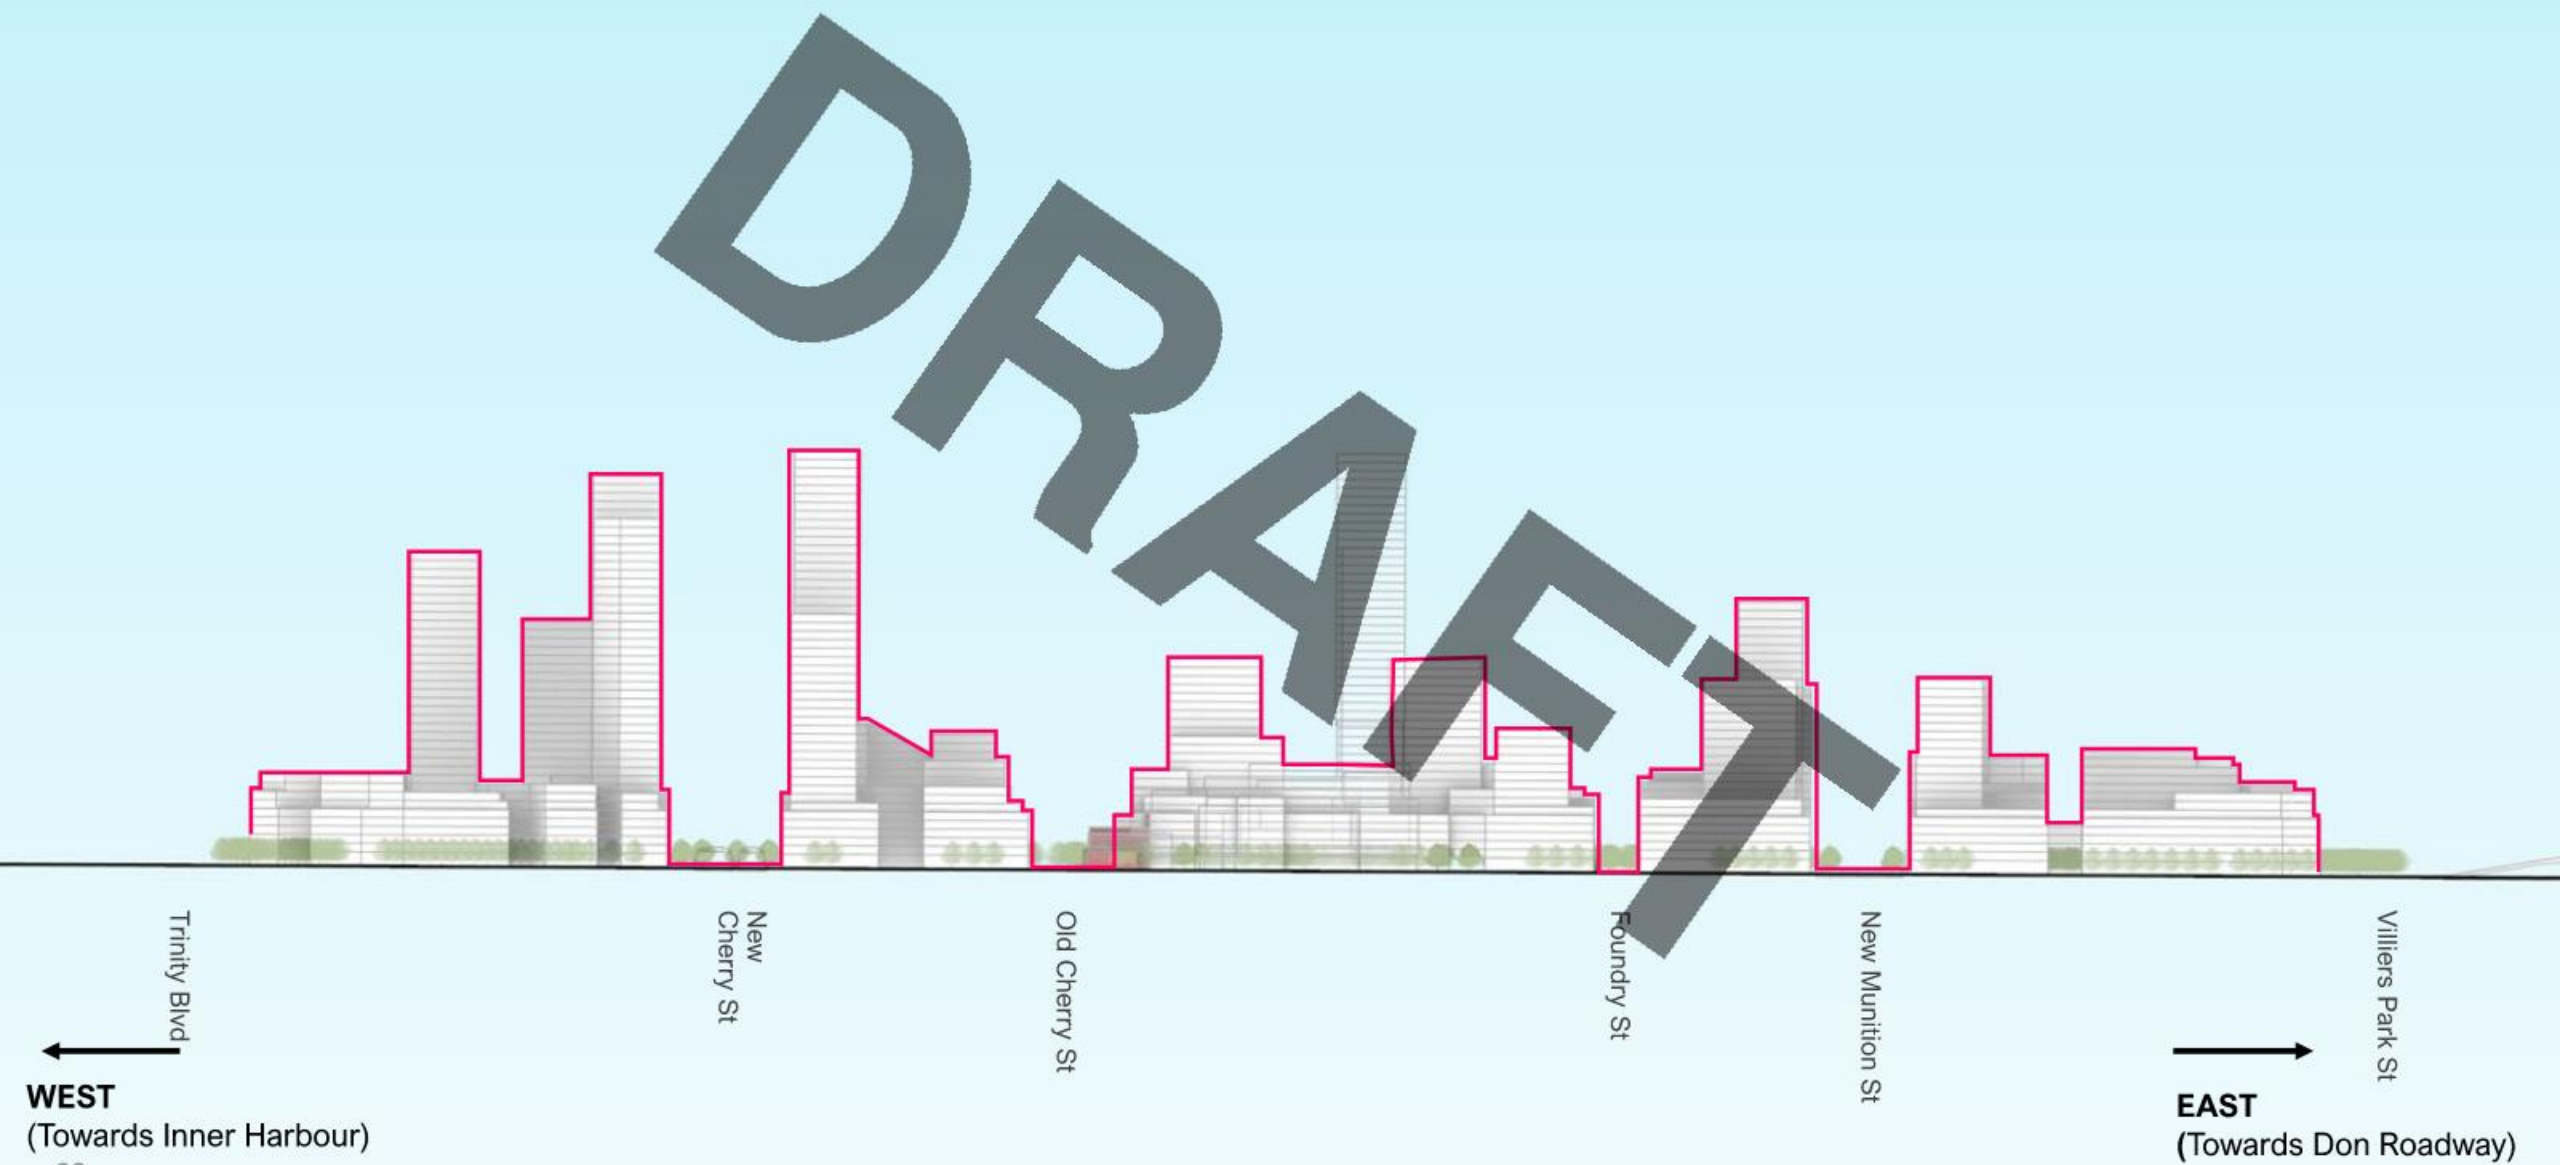 DRAFT
Trinity Blvd
New
Cherry St
Old Cherry St
Foundry St
New Munition St
Villiers Park St
WEST
(Towards Inner Harbour)
EAST
(Towards Don Roadway)